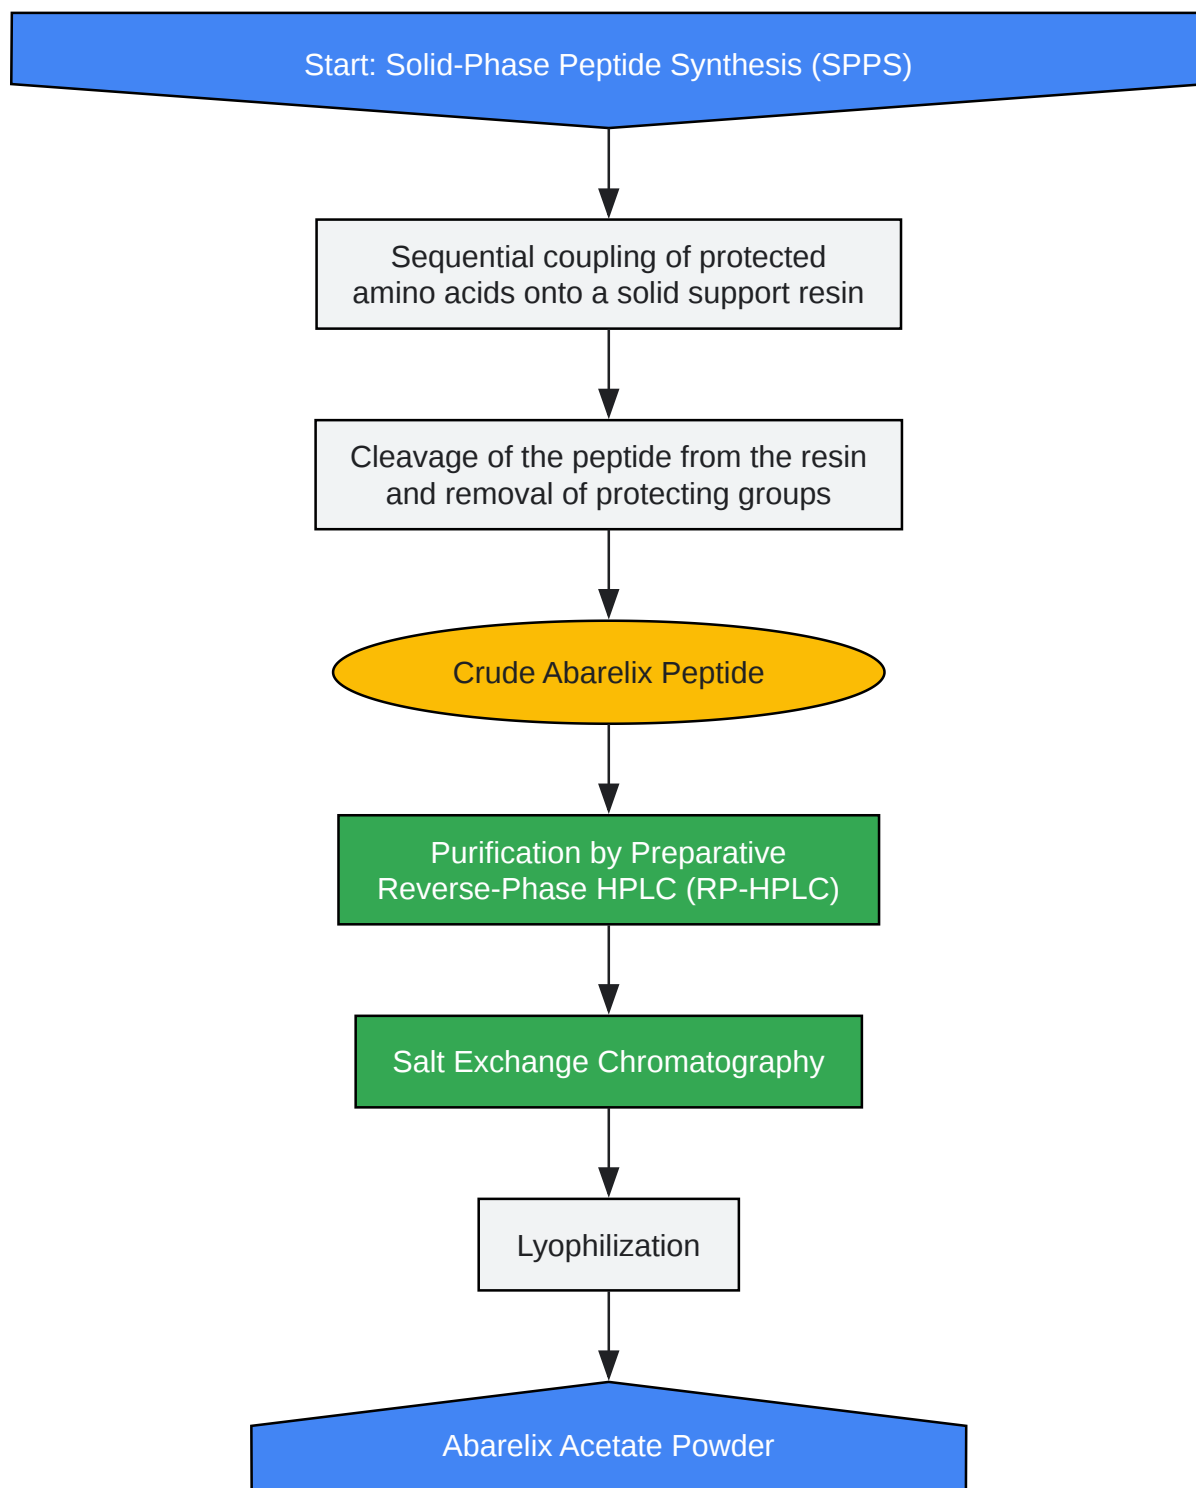 Start: Solid-Phase Peptide Synthesis (SPPS)
Sequential coupling of protected
amino acids onto a solid support resin
Cleavage of the peptide from the resin
and removal of protecting groups
Crude Abarelix Peptide
Purification by Preparative
Reverse-Phase HPLC (RP-HPLC)
Salt Exchange Chromatography
Lyophilization
Abarelix Acetate Powder